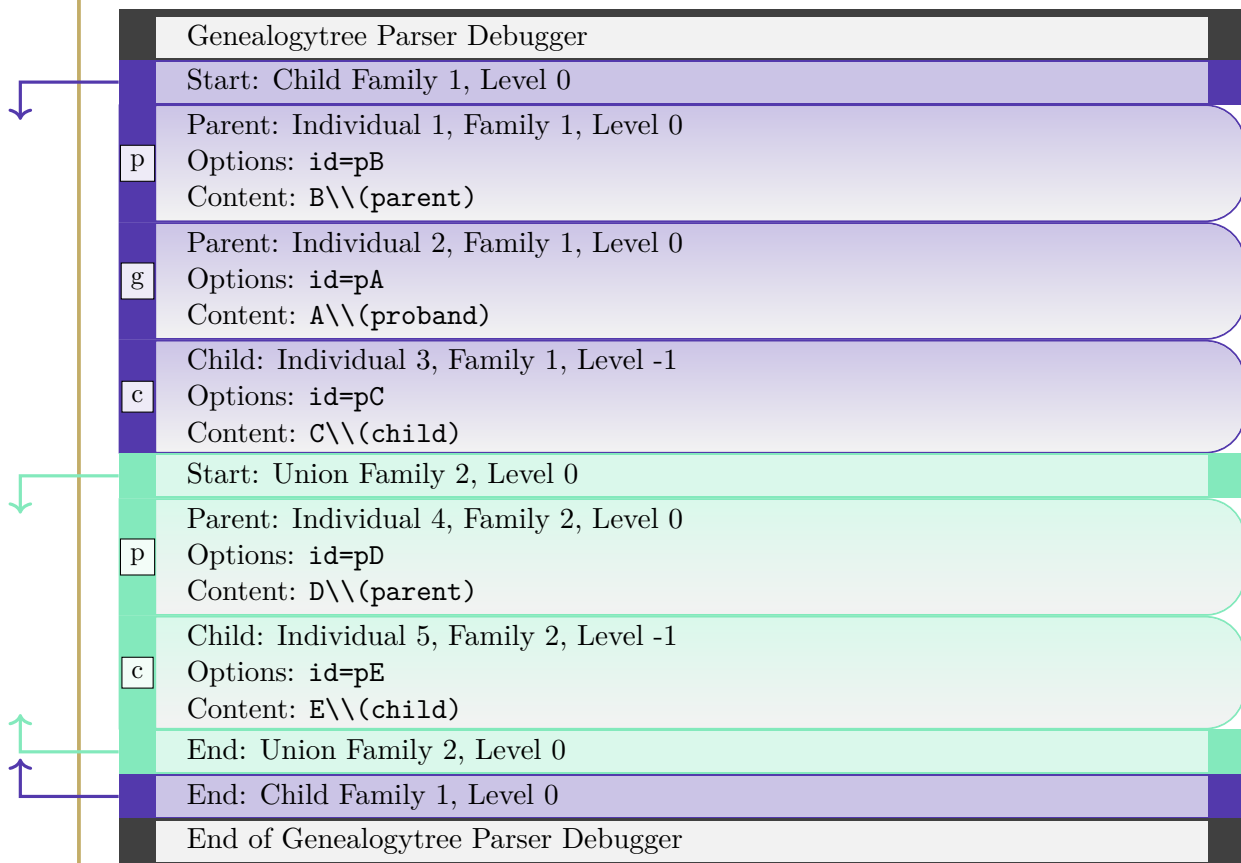 Genealogytree Parser Debugger
Start: Child Family 1, Level 0
Parent: Individual 1, Family 1, Level 0
p Options: id=pB
Content: B\\(parent)
Parent: Individual 2, Family 1, Level 0
g Options: id=pA
Content: A\\(proband)
Child: Individual 3, Family 1, Level -1
c Options: id=pC
Content: C\\(child)
Start: Union Family 2, Level 0
Parent: Individual 4, Family 2, Level 0
p Options: id=pD
Content: D\\(parent)
Child: Individual 5, Family 2, Level -1
c Options: id=pE
Content: E\\(child)
End: Union Family 2, Level 0
End: Child Family 1, Level 0
End of Genealogytree Parser Debugger